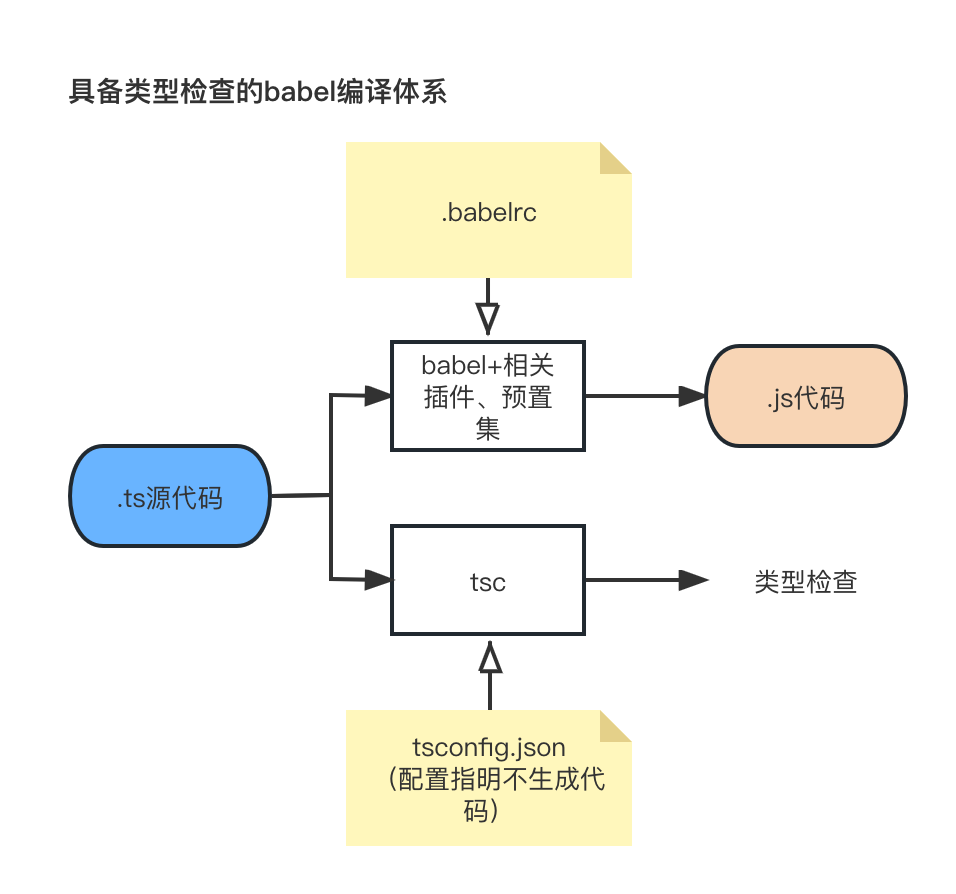 具备类型检查的babel编译体系
.babelrc
babel+相关
插件、预置
集
.js代码
.ts源代码
tsc
类型检查
tsconfig.json
（配置指明不生成代
码）